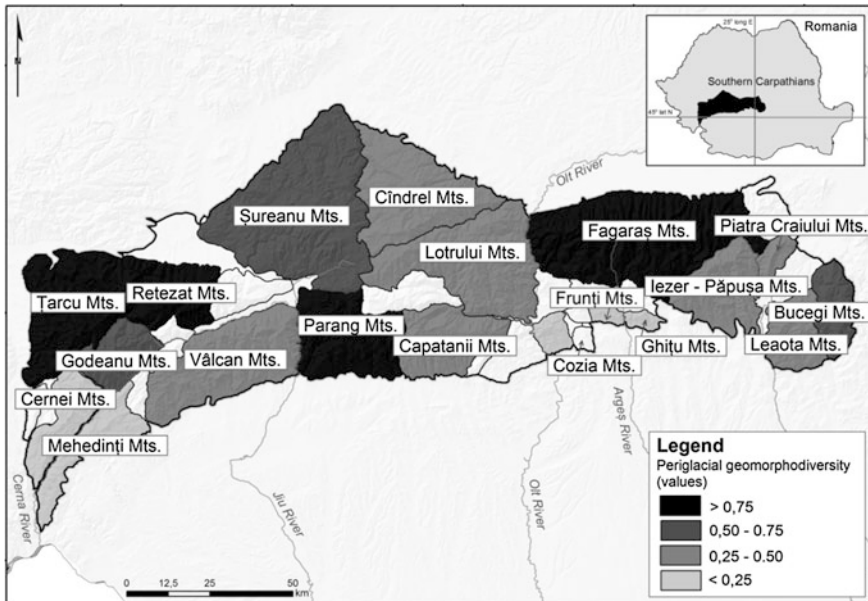 N
25° long E
Romania
Southern Carpathians
45° lat N
Olt River
Cîndrel Mts.
Șureanu Mts.
Fagaraș Mts.
Piatra Craiului Mts.
Lotrului Mts.
Țarcu Mts.
Retezat Mts.
Iezer - Păpușa Mts.
Frunți Mts.
Parang Mts.
Bucegi Mts.
Godeanu Mts.
Vâlcan Mts.
Capatanii Mts.
Ghițu Mts.
Leaota Mts.
Cozia Mts.
Cernei Mts.
Mehedinți Mts.
Cerna River
Jiu River
Olt River
Argeș River
Legend
Periglacial geomorphodiversity
(values)
> 0,75
0,50 - 0.75
0,25 - 0.50
< 0,25
0 12,5 25 50
km